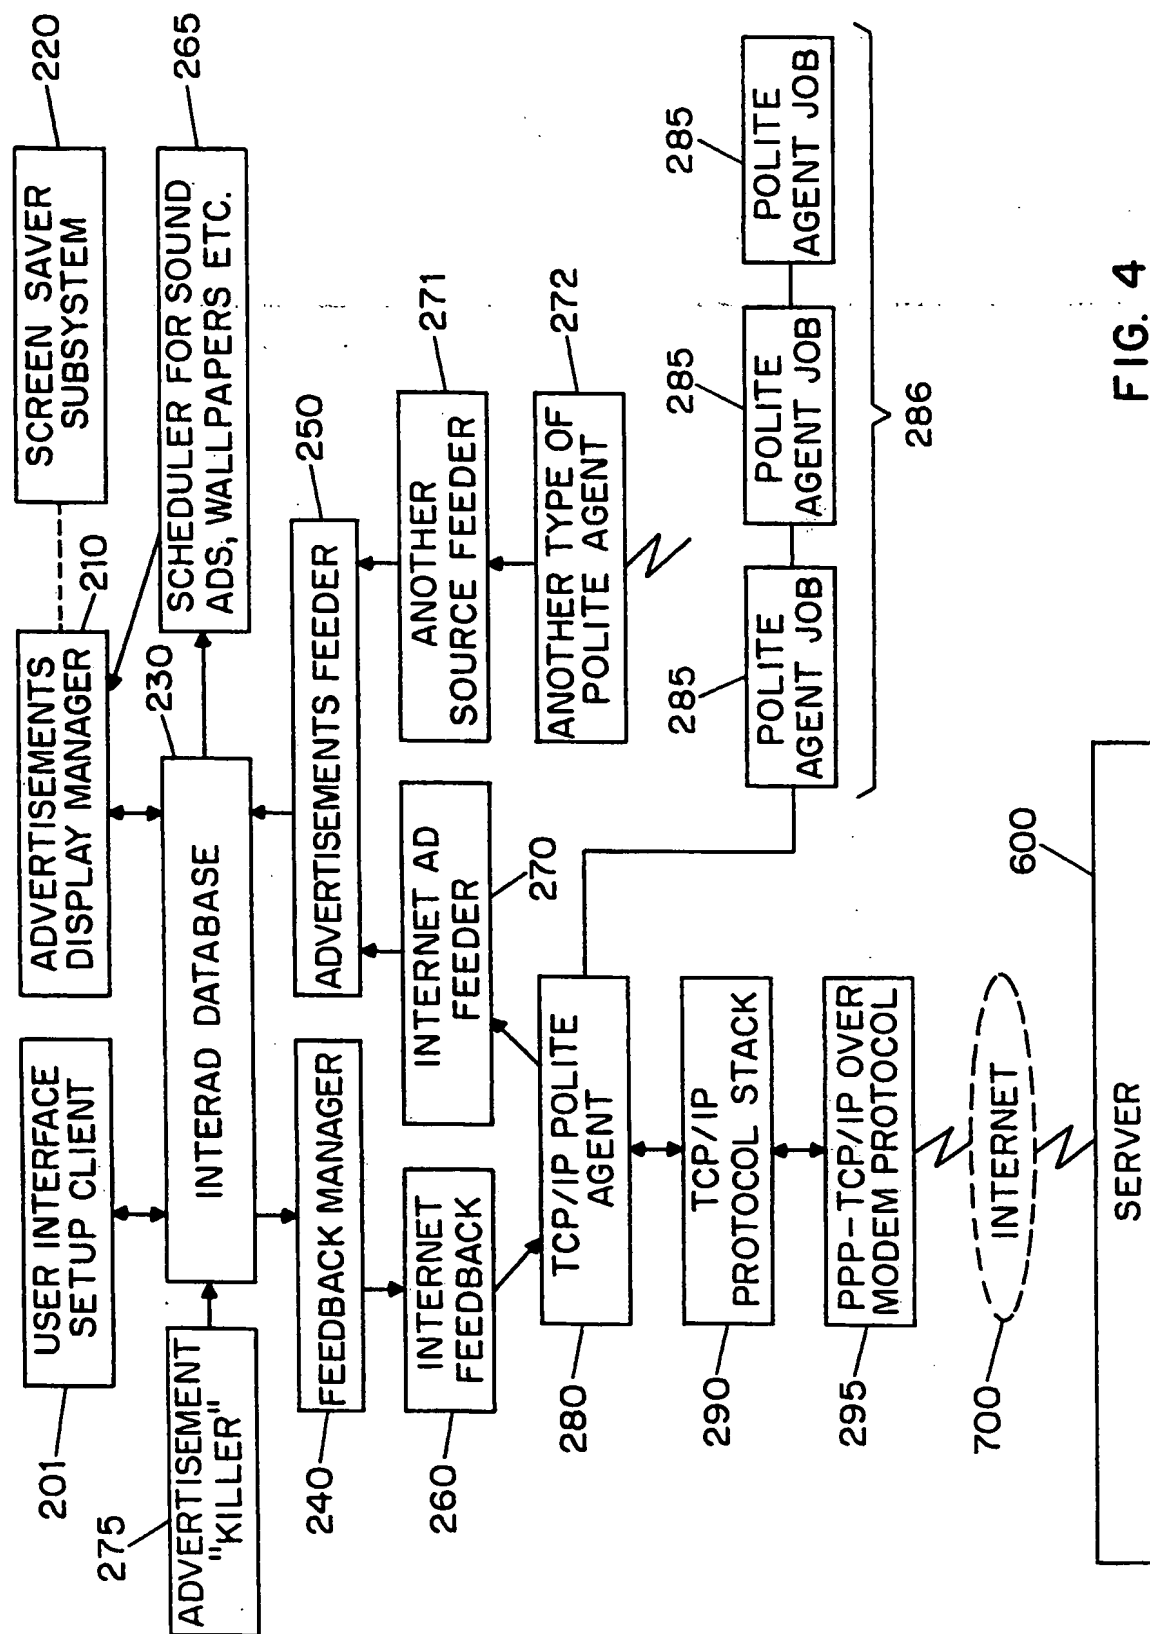 220
SCREEN SAVER
SUBSYSTEM
265
SCHEDULER FOR SOUND
ADS, WALLPAPERS ETC.
210
ADVERTISEMENTS
DISPLAY MANAGER
230
INTERAD DATABASE
USER INTERFACE
SETUP CLIENT
201
ADVERTISEMENT
"KILLER"
275
250
ADVERTISEMENTS FEEDER
FEEDBACK MANAGER
240
271
ANOTHER
SOURCE FEEDER
INTERNET AD
FEEDER
270
INTERNET
FEEDBACK
260
272
ANOTHER TYPE OF
POLITE AGENT
TCP/IP POLITE
AGENT
280
285
POLITE
AGENT JOB
285
POLITE
AGENT JOB
285
POLITE
AGENT JOB
286
TCP/IP
PROTOCOL STACK
290
PPP-TCP/IP OVER
MODEM PROTOCOL
295
INTERNET
700
600
SERVER
FIG. 4